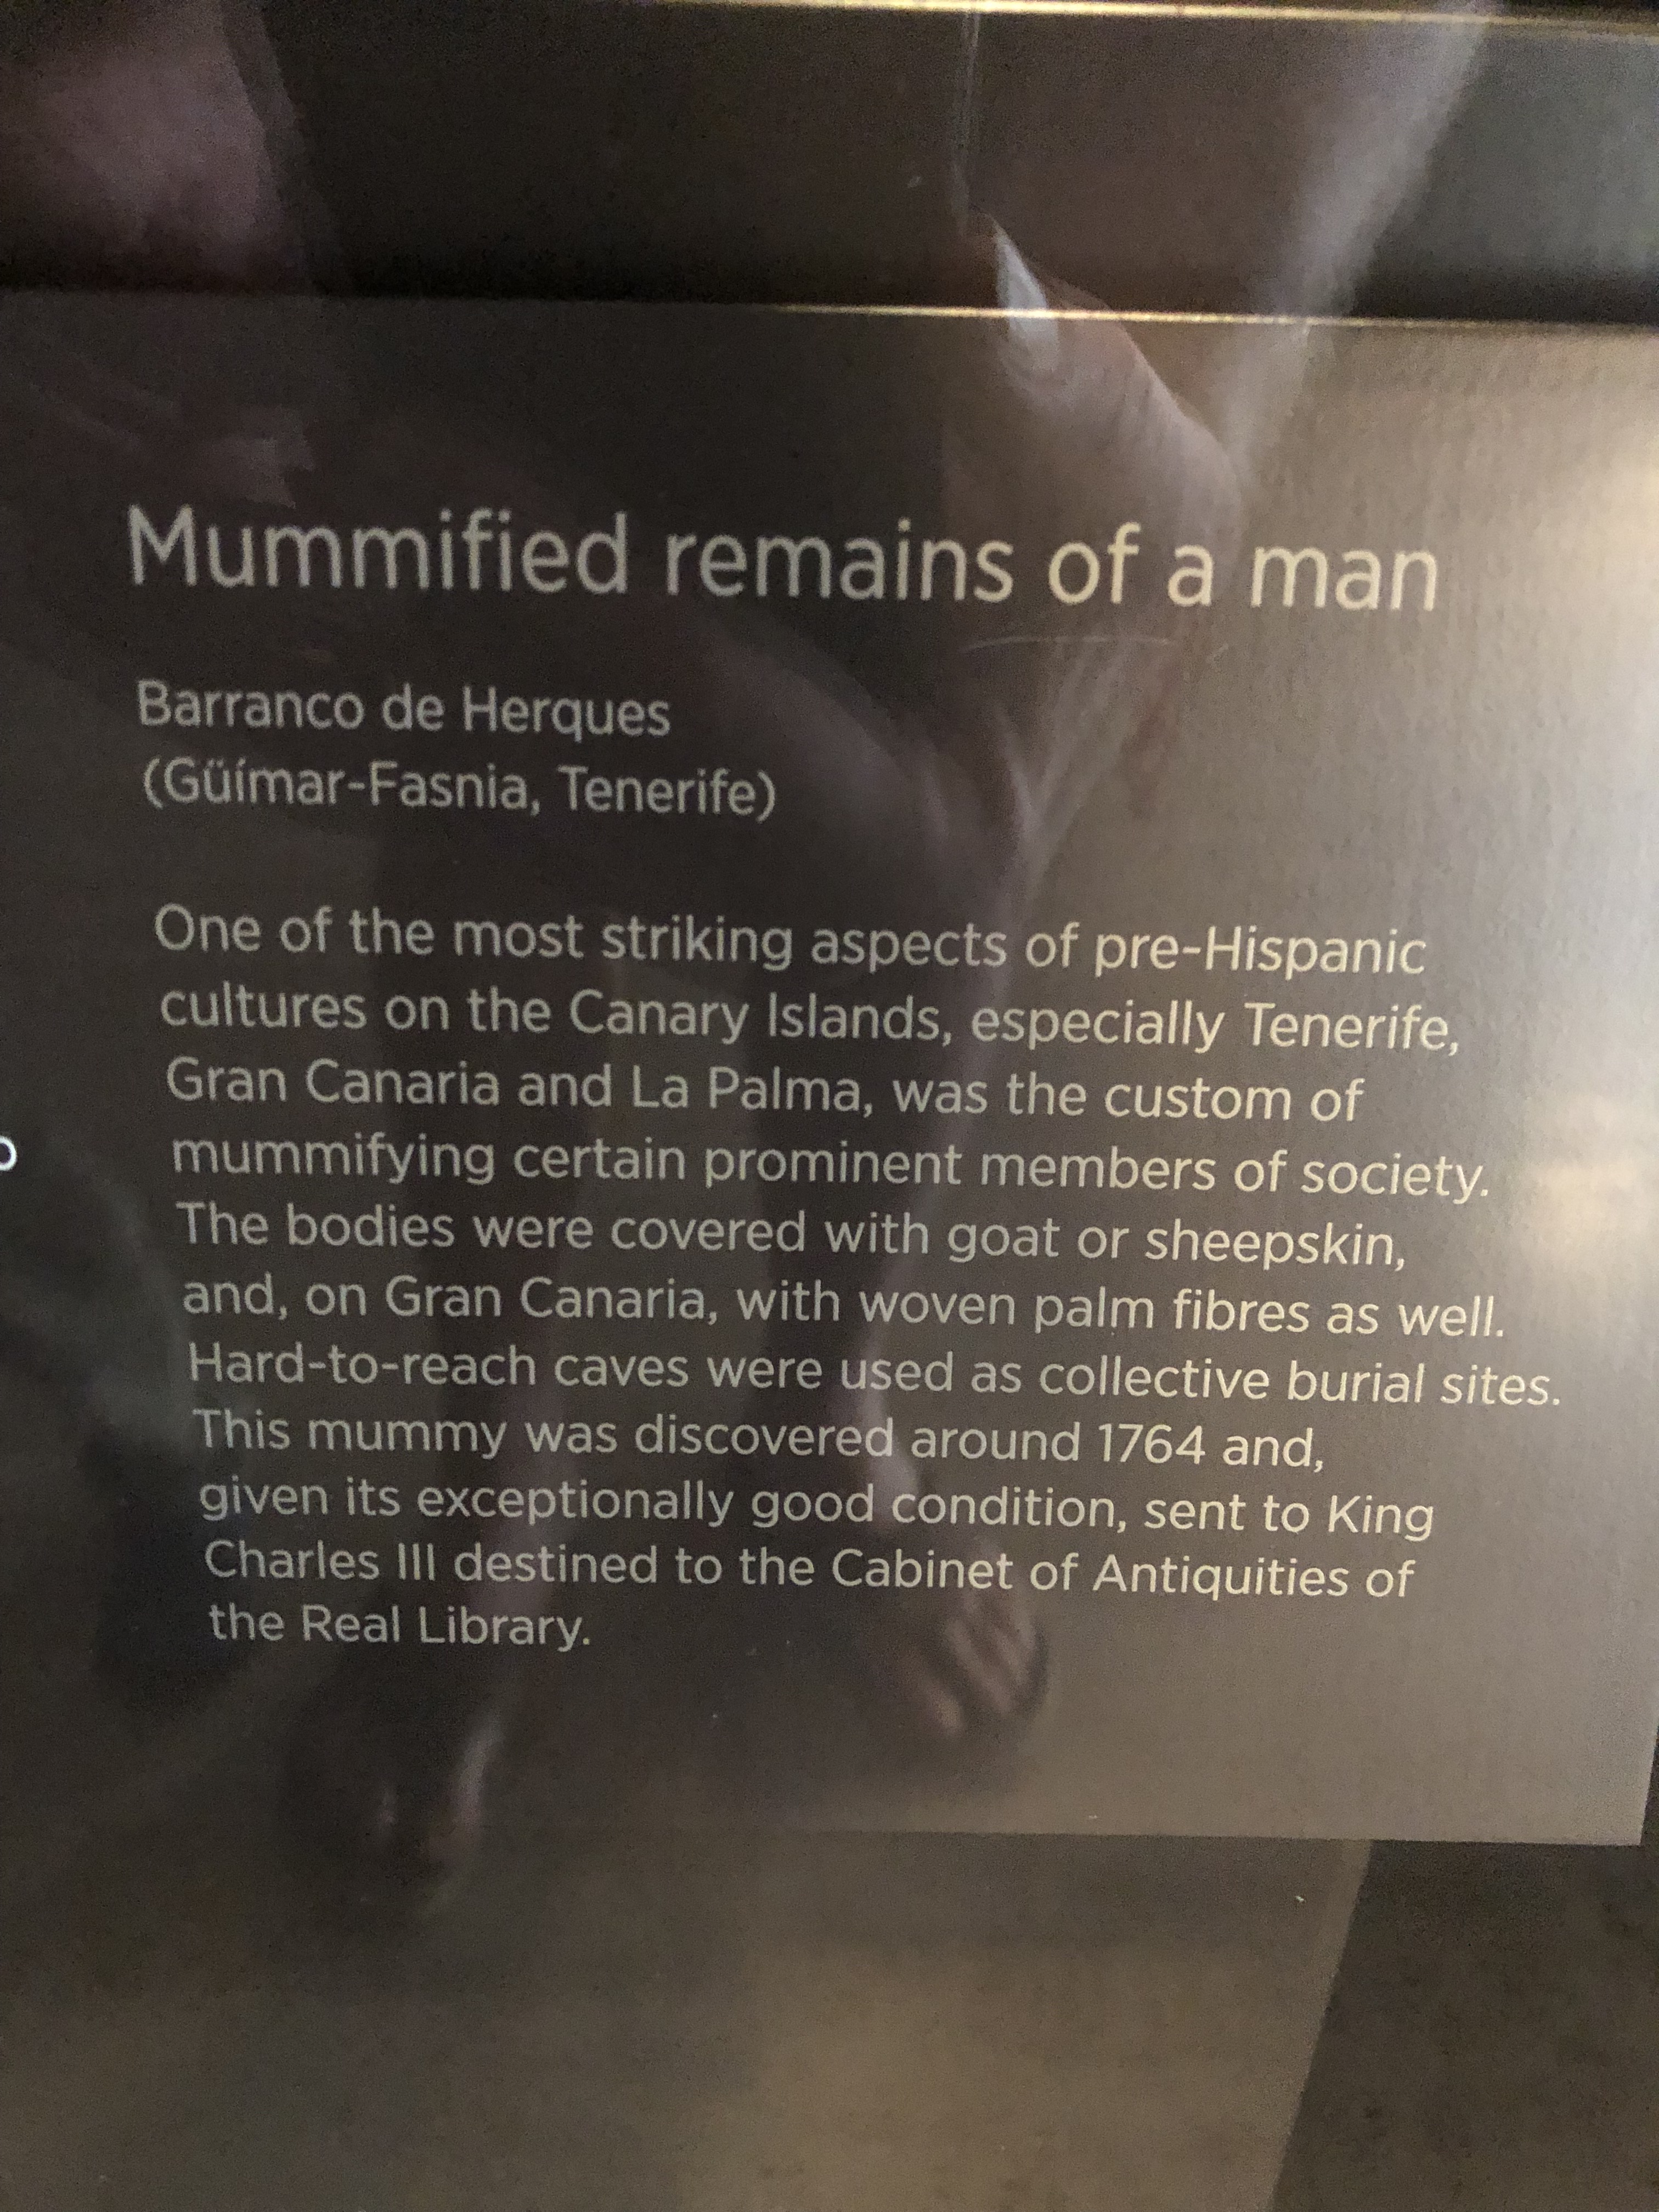 Mummified remains of a man
Barranco de Herques
(Güímar-Fasnia, Tenerife)
One of the most striking aspects of pre-Hispanic
cultures on the Canary Islands, especially Tenerife,
Gran Canaria and La Palma, was the custom of
mummifying certain prominent members of society.
The bodies were covered with goat or sheepskin,
and, on Gran Canaria, with woven palm fibres as well.
Hard-to-reach caves were used as collective burial sites.
This mummy was discovered around 1764 and,
given its exceptionally good condition, sent to King
Charles III destined to the Cabinet of Antiquities of
the Real Library.